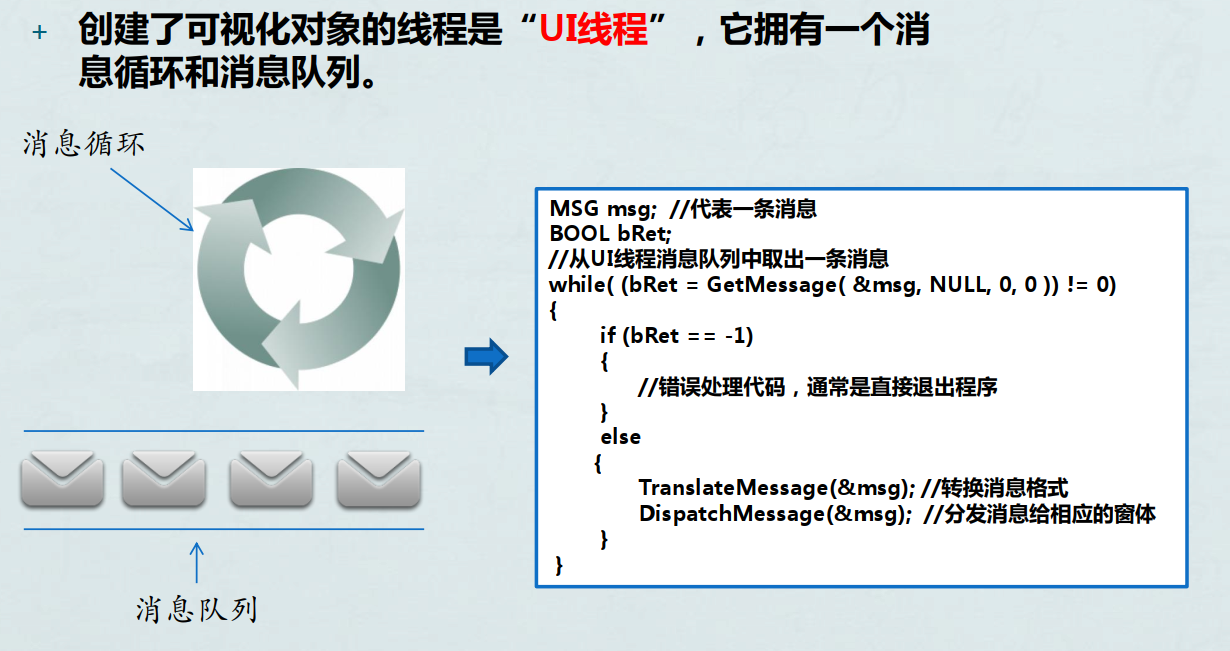 + 创建了可视化对象的线程是“UI线程”，它拥有一个消
息循环和消息队列。
消息循环
MSG msg; //代表一条消息
BOOL bRet;
//从UI线程消息队列中取出一条消息
while( (bRet = GetMessage( &msg, NULL, 0, 0 )) != 0)
{
if (bRet == -1)
{
//错误处理代码，通常是直接退出程序
}
else
{
TranslateMessage(&msg); //转换消息格式
DispatchMessage(&msg); //分发消息给相应的窗体
}
}
消息队列